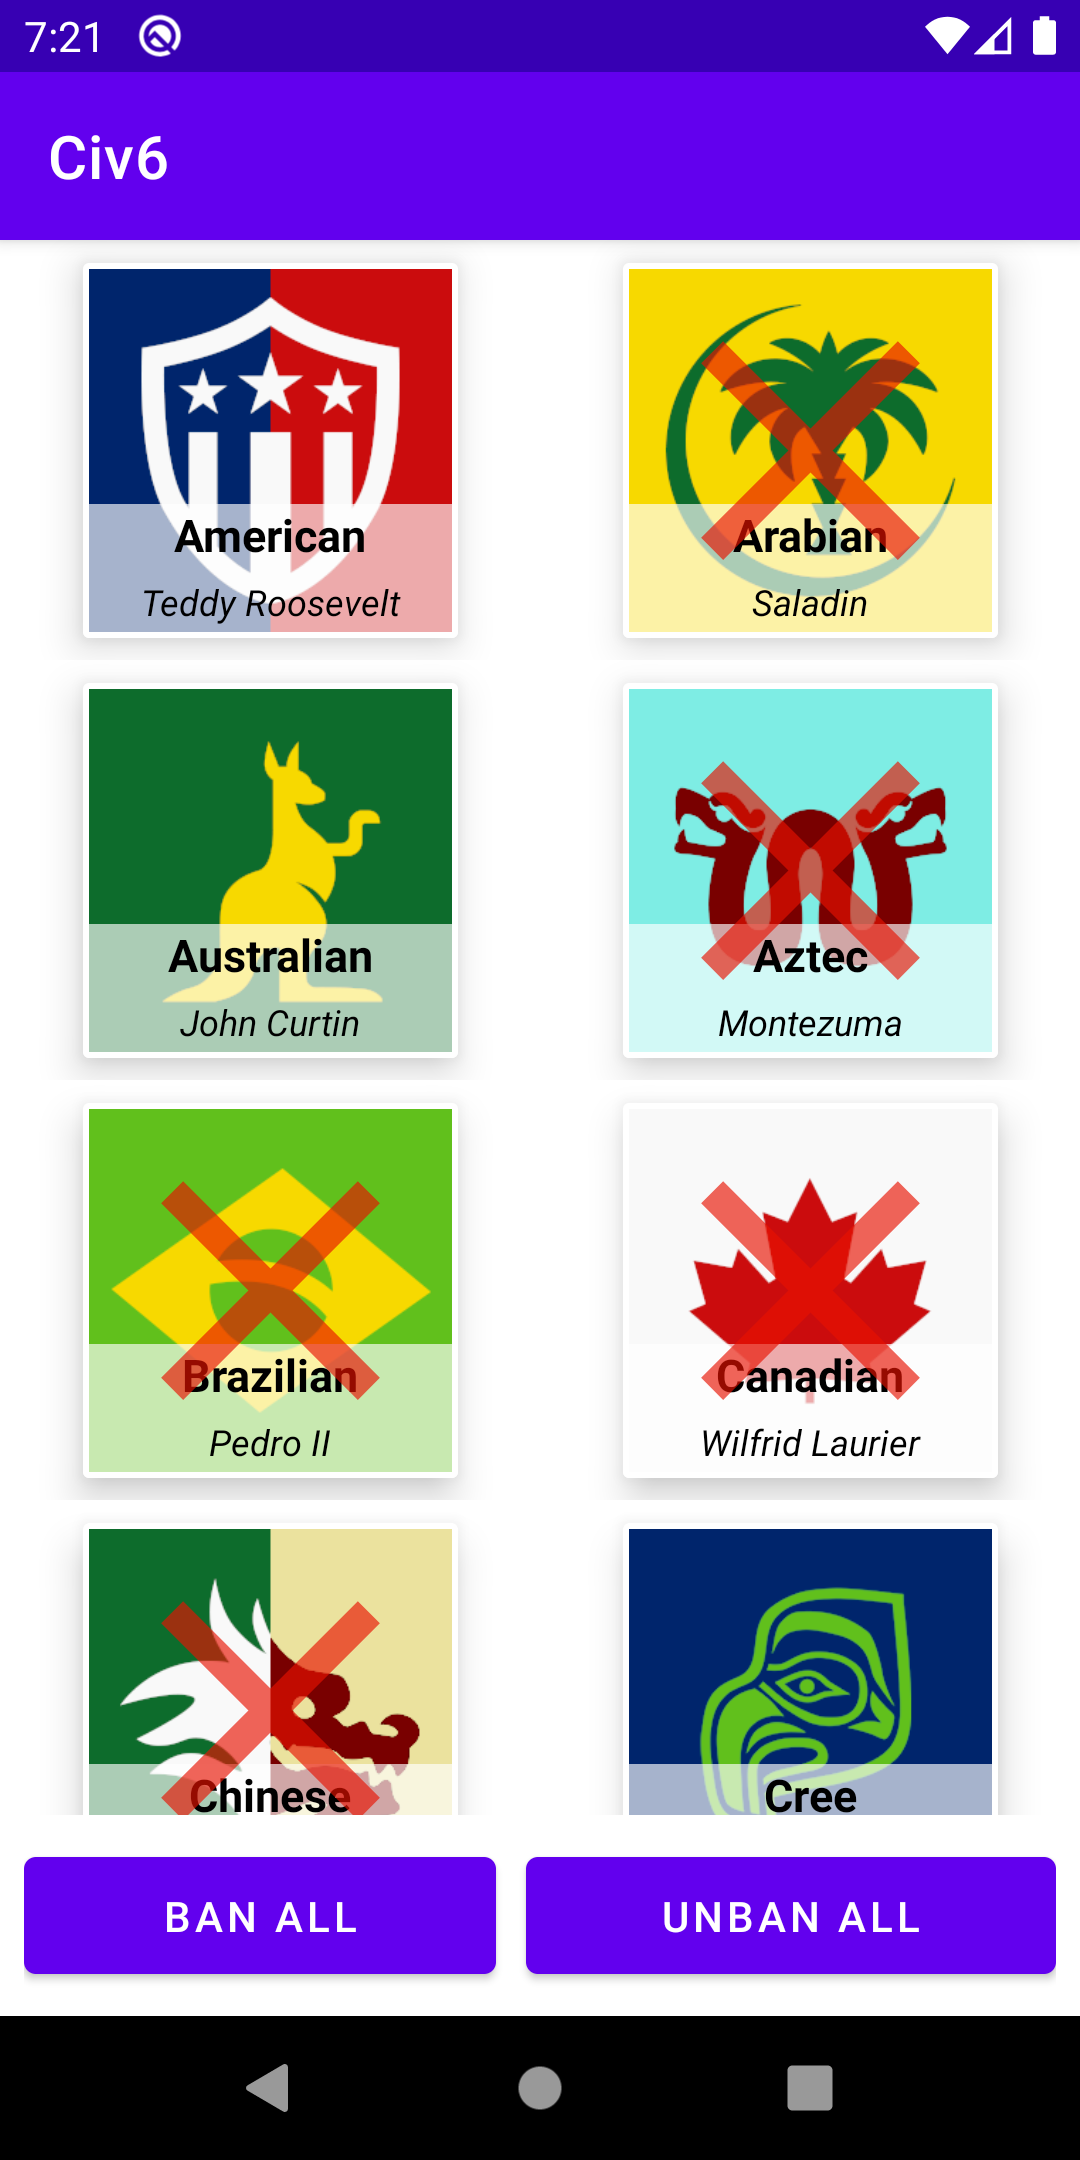 7:21
Civ6
American
Teddy Roosevelt
Arabian
Saladin
Australian
John Curtin
Aztec
Montezuma
Brazilian
Pedro II
Canadian
Wilfrid Laurier
Chinese
Cree
BAN ALL
UNBAN ALL